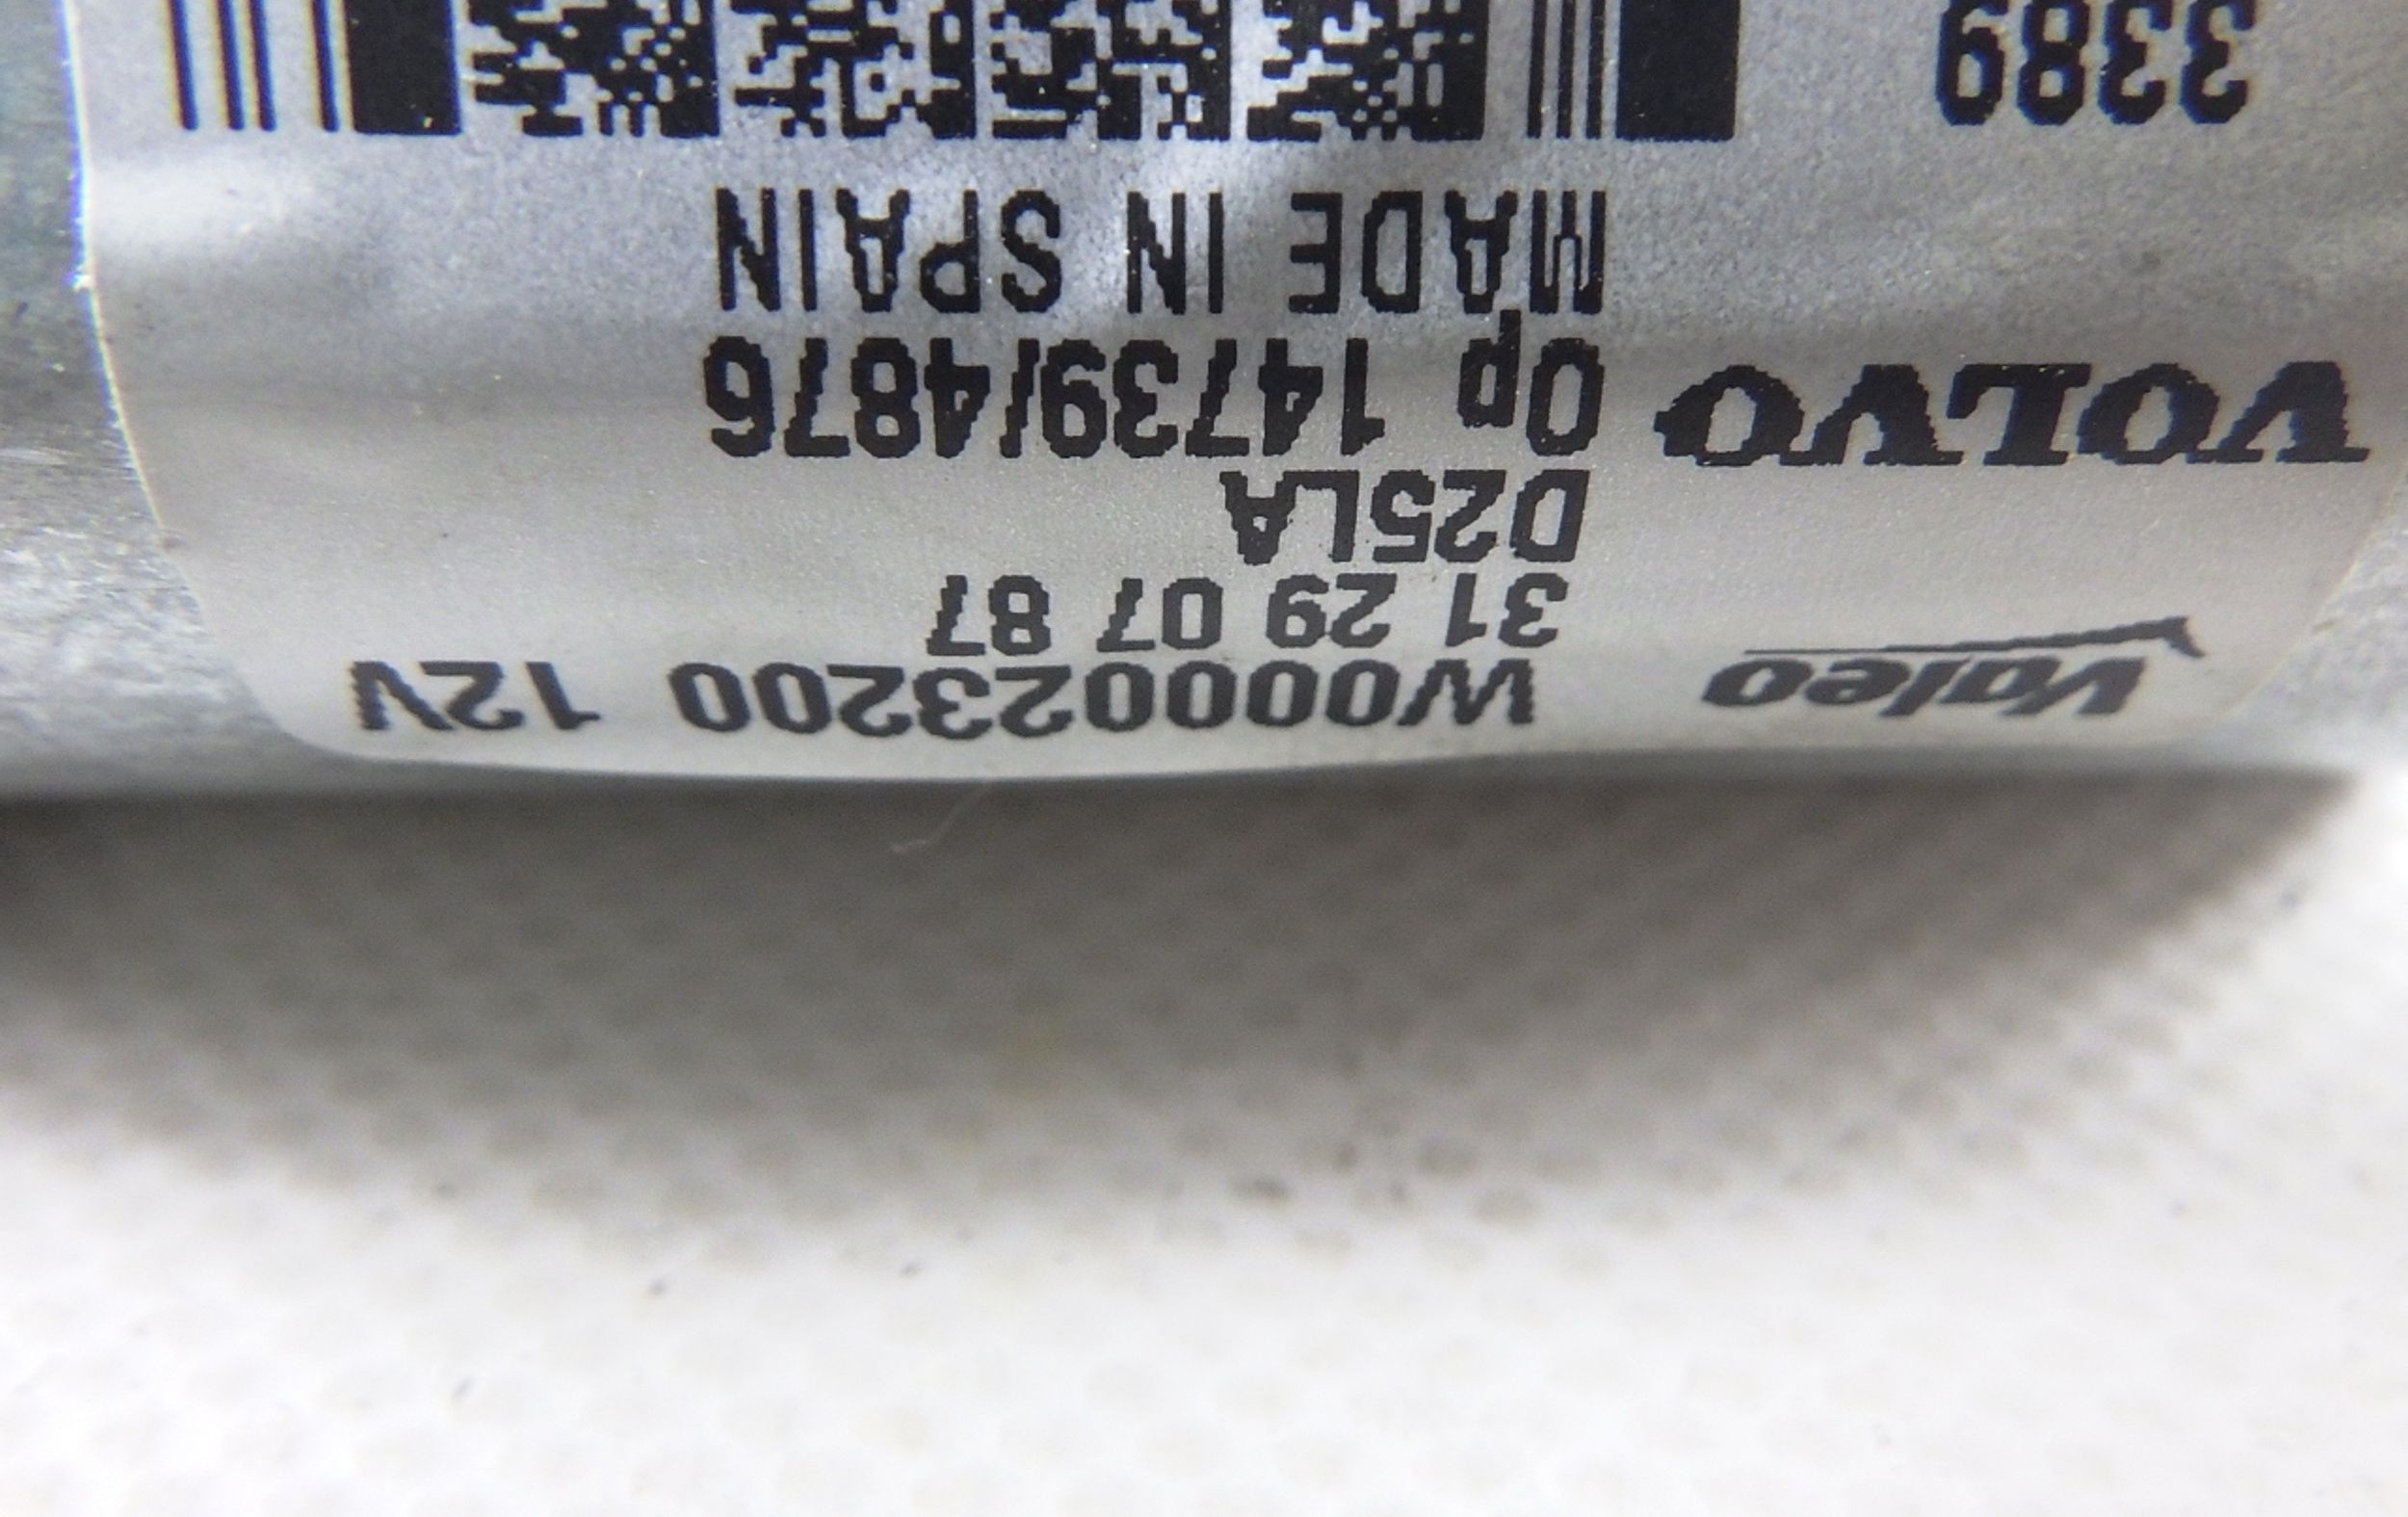 Valeo W000023200 12V
31 29 07 87
D25LA
VOLVO Op 14739/4876
MADE IN SPAIN
3389